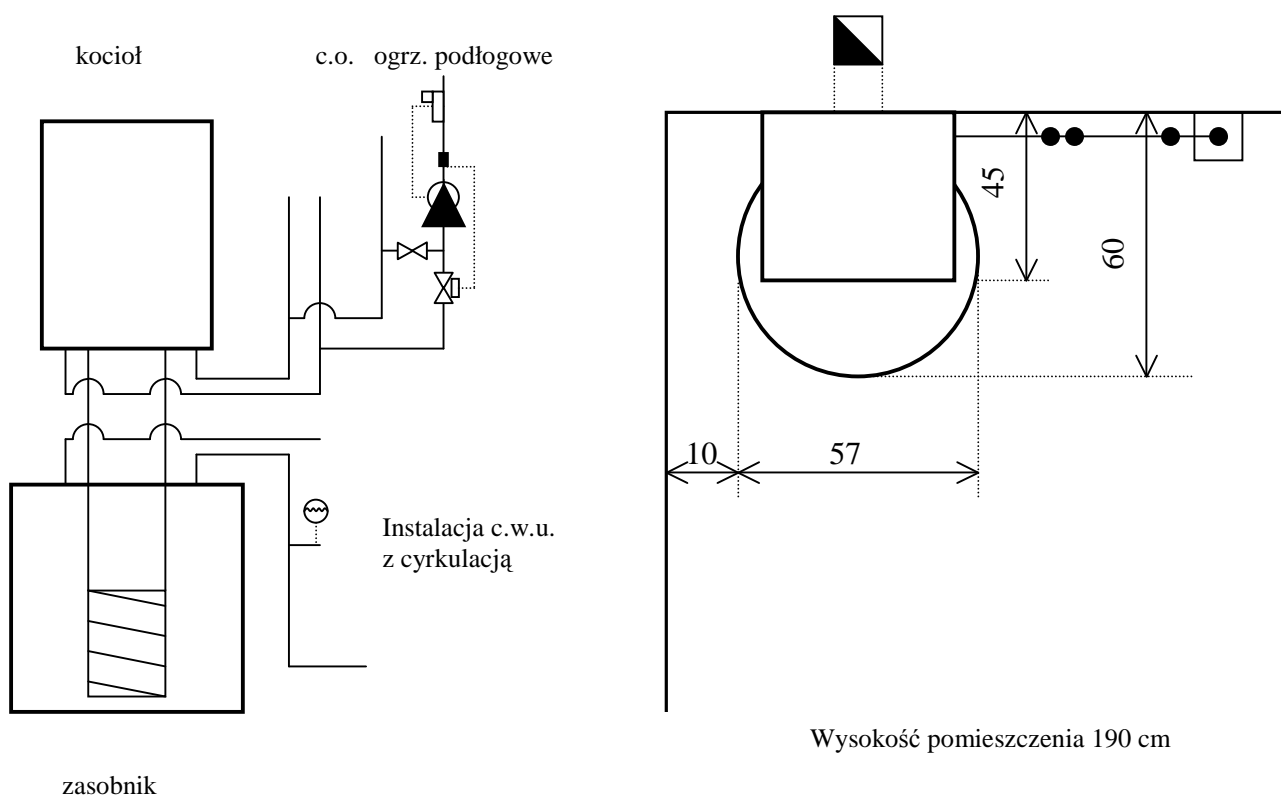 kocioł
c.o. ogrz. podłogowe
Instalacja c.w.u.
z cyrkulacją
zasobnik
45
60
10
57
Wysokość pomieszczenia 190 cm